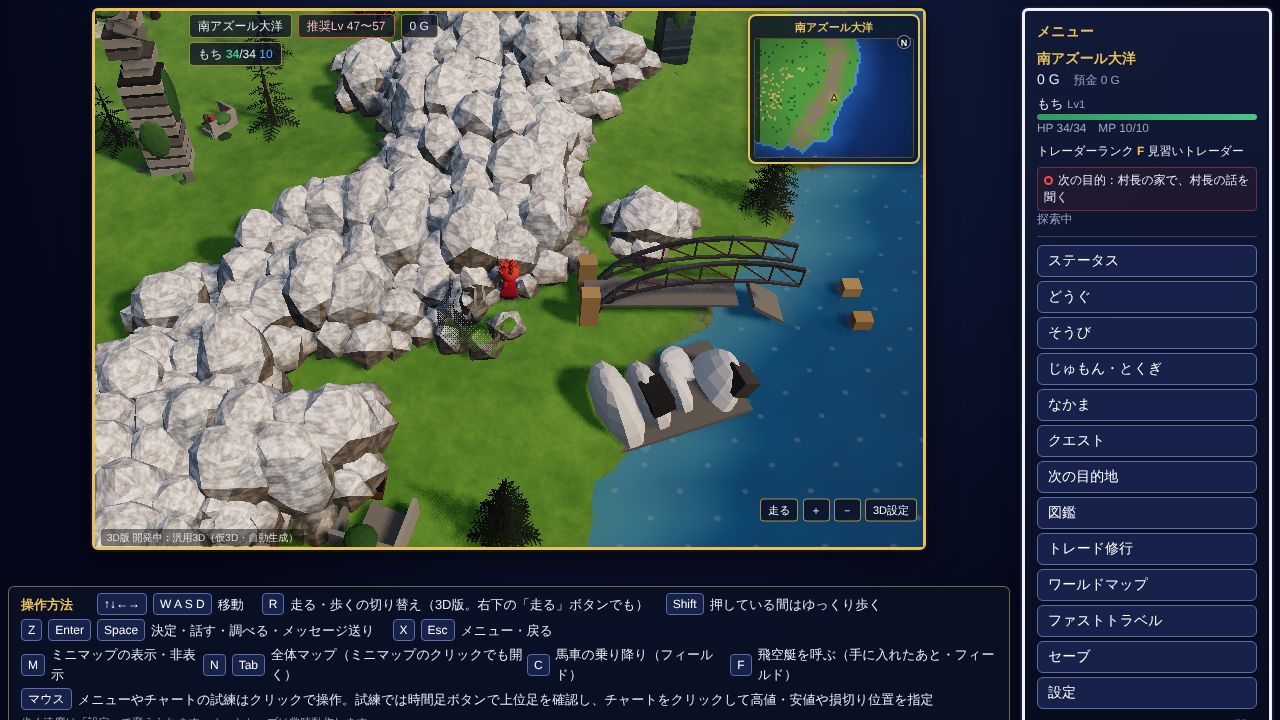 南アズール大洋
推奨Lv 47〜57
0 G
もち 34/34 10
南アズール大洋
N
走る
+
−
3D設定
3D版 開発中：汎用3D（仮3D・自動生成）
メニュー
南アズール大洋
0 G 預金 0 G
もち Lv1
HP 34/34 MP 10/10
トレーダーランク F 見習いトレーダー
次の目的：村長の家で、村長の話を
聞く
探索中
ステータス
どうぐ
そうび
じゅもん・とくぎ
なかま
クエスト
次の目的地
図鑑
トレード修行
ワールドマップ
ファストトラベル
セーブ
設定
操作方法 ↑↓←→ W A S D 移動 R 走る・歩くの切り替え（3D版。右下の「走る」ボタンでも） Shift 押している間はゆっくり歩く
Z Enter Space 決定・話す・調べる・メッセージ送り X Esc メニュー・戻る
M ミニマップの表示・非表示 N Tab 全体マップ（ミニマップのクリックでも開く） C 馬車の乗り降り（フィールド） F 飛空艇を呼ぶ（手に入れたあと・フィールド）
マウス メニューやチャートの試練はクリックで操作。試練では時間足ボタンで上位足を確認し、チャートをクリックして高値・安値や損切り位置を指定